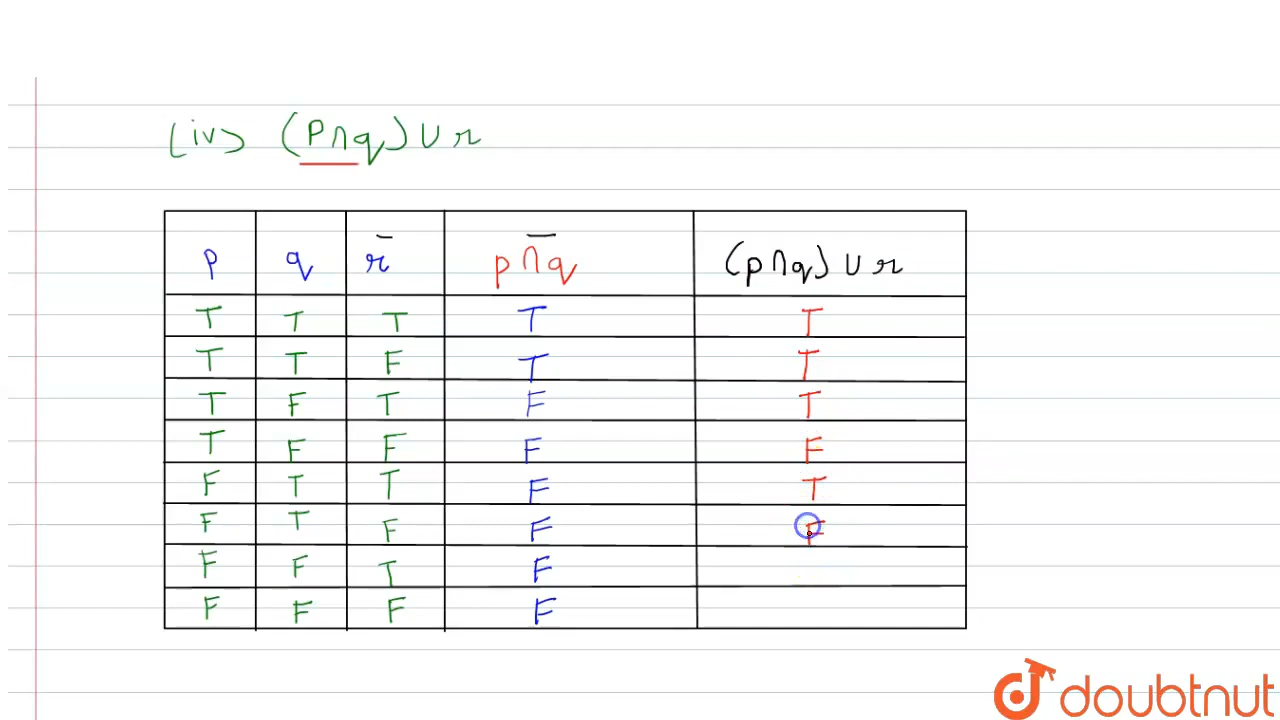 (iv) (P∩q) ∪ r
p q r̄ p∩̄q (p∩q) ∪ r
T T T T T
T T F T T
T F T F T
T F F F F
F T T F T
F T F F F
F F T F
F F F F
doubtnut